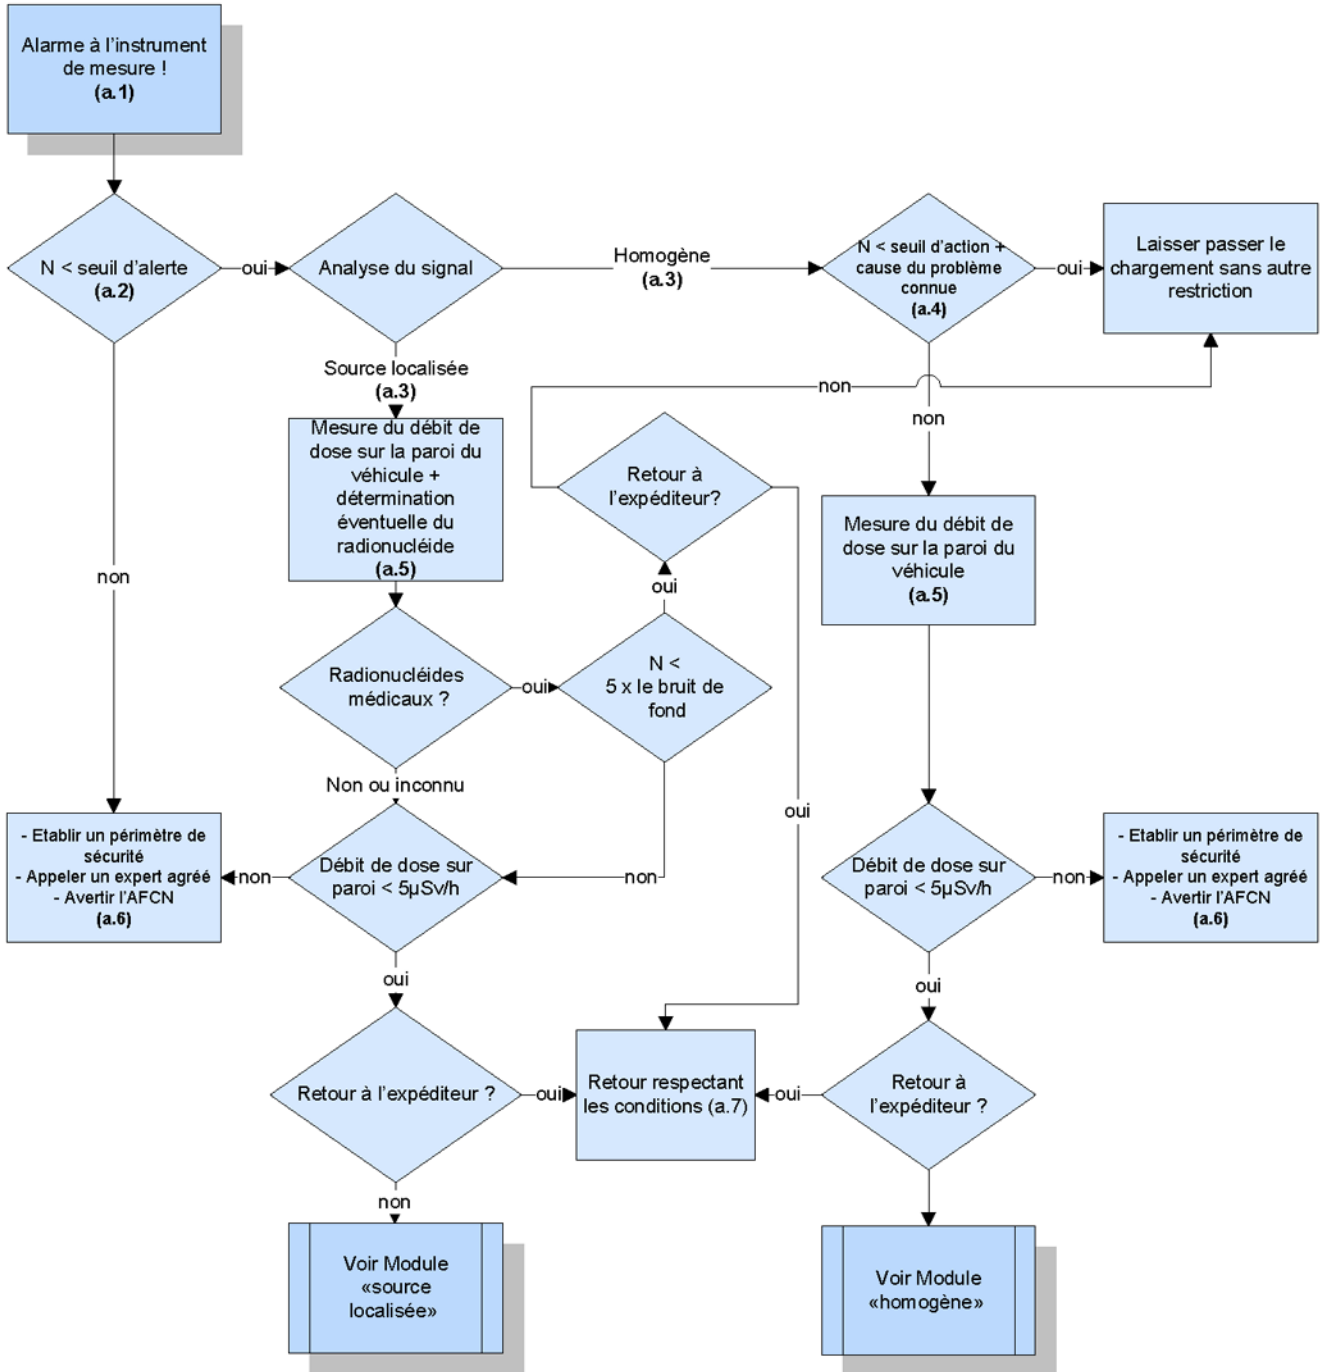 Alarme à l'instrument
de mesure !
(a.1)
N < seuil d'alerte
(a.2)
oui
Analyse du signal
Homogène
(a.3)
N < seuil d'action +
cause du problème
connue
(a.4)
oui
Laisser passer le
chargement sans autre
restriction
Source localisée
(a.3)
non
non
Mesure du débit de
dose sur la paroi du
véhicule +
détermination
éventuelle du
radionucléide
(a.5)
Retour à
l'expéditeur?
Mesure du débit de
dose sur la paroi du
véhicule
(a.5)
non
oui
Radionucléides
médicaux ?
oui
N <
5 x le bruit de
fond
Non ou inconnu
oui
- Etablir un périmètre de
sécurité
- Appeler un expert agréé
- Avertir l'AFCN
(a.6)
non
Débit de dose sur
paroi < 5µSv/h
non
Débit de dose sur
paroi < 5µSv/h
non
- Etablir un périmètre de
sécurité
- Appeler un expert agréé
- Avertir l'AFCN
(a.6)
oui
oui
Retour à l'expéditeur ?
oui
Retour respectant
les conditions (a.7)
oui
Retour à
l'expéditeur ?
non
Voir Module
«source
localisée»
Voir Module
«homogène»